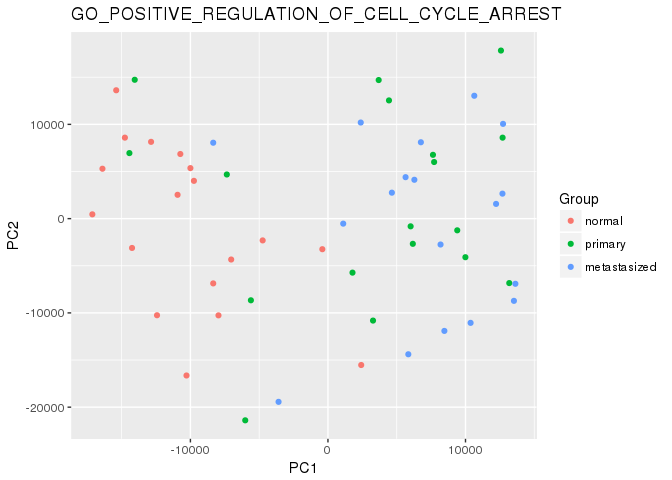 GO_POSITIVE_REGULATION_OF_CELL_CYCLE_ARREST
10000
0
-10000
-20000
PC2
-10000
0
10000
PC1
Group
normal
primary
metastasized